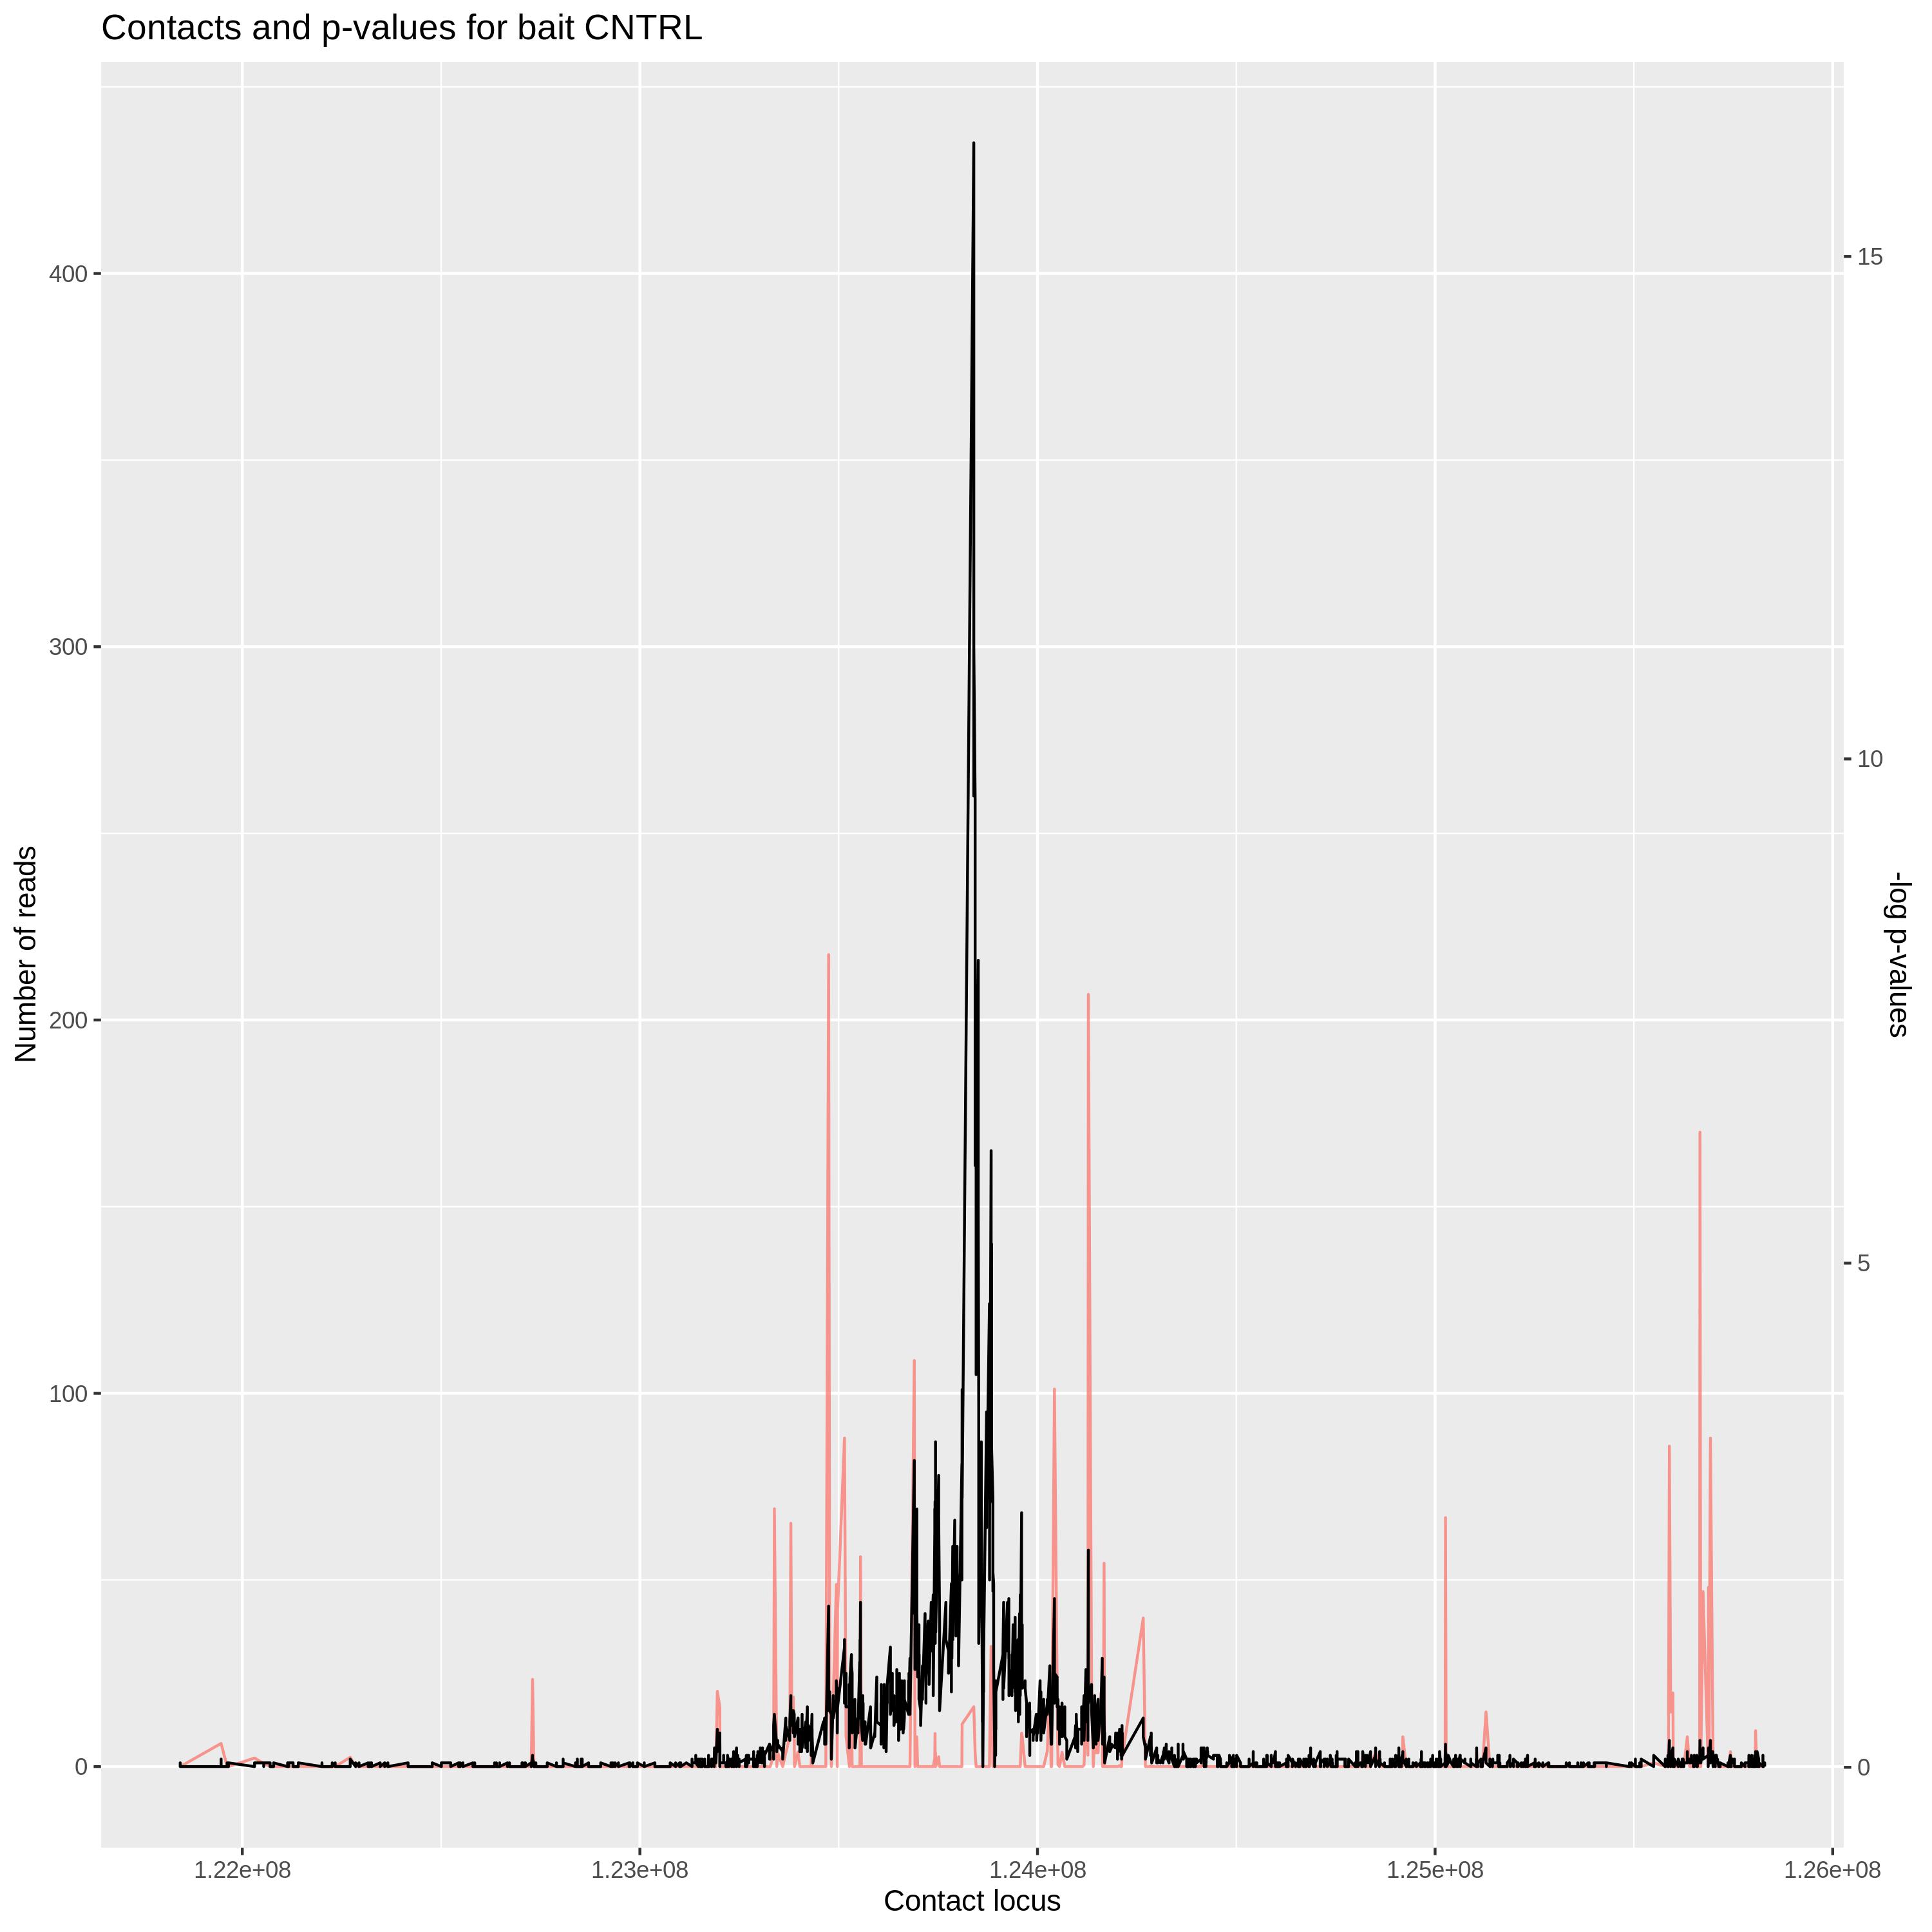 Contacts and p-values for bait CNTRL
400
300
200
100
0
15
10
5
0
Number of reads
-log p-values
1.22e+08 1.23e+08 1.24e+08 1.25e+08 1.26e+08
Contact locus